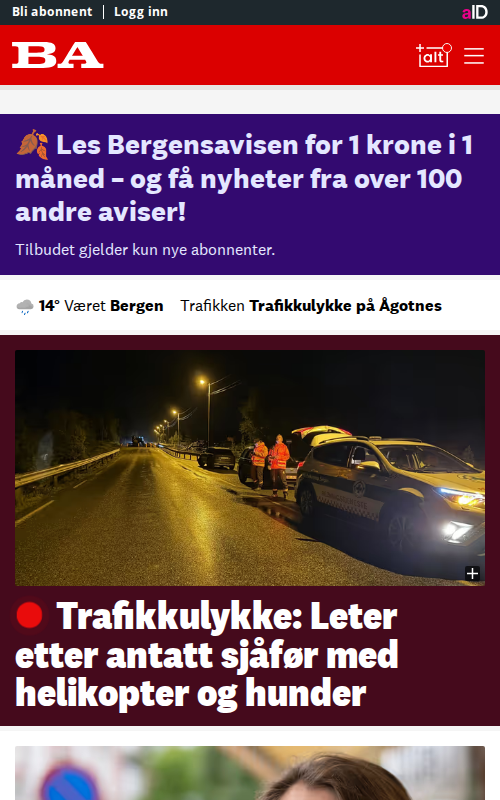 Bli abonnent | Logg inn
aID
BA
+alt
🍂 Les Bergensavisen for 1 krone i 1
måned – og få nyheter fra over 100
andre aviser!
Tilbudet gjelder kun nye abonnenter.
14° Været Bergen Trafikken Trafikkulykke på Ågotnes
Trafikkulykke: Leter
etter antatt sjåfør med
helikopter og hunder